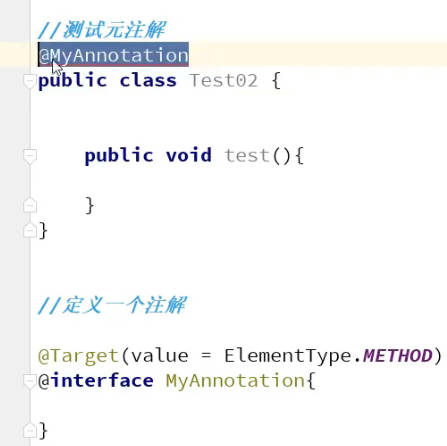 //测试元注解
@MyAnnotation
public class Test02 {
public void test(){
}
}
//定义一个注解
@Target(value = ElementType.METHOD)
@interface MyAnnotation{
}